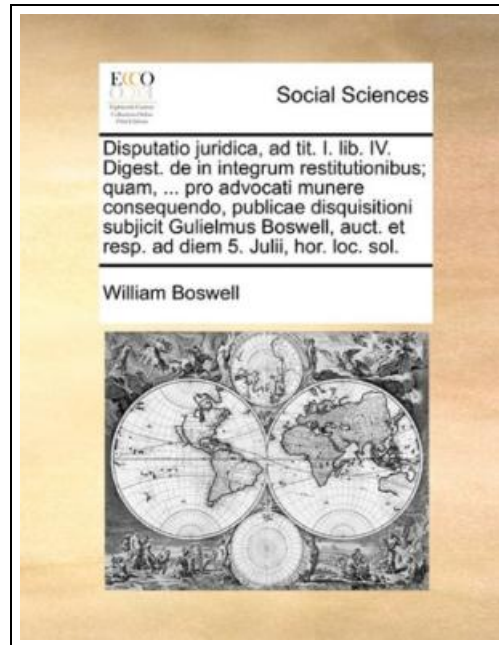 ECCO
Social Sciences
Disputatio juridica, ad tit. I. lib. IV.
Digest. de in integrum restitutionibus;
quam, ... pro advocati munere
consequendo, publicae disquisitioni
subjicit Gulielmus Boswell, auct. et
resp. ad diem 5. Julii, hor. loc. sol.
William Boswell